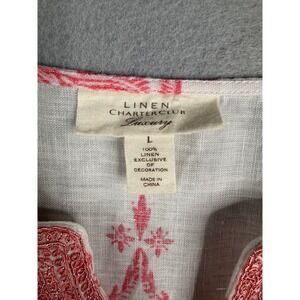 LINEN
CHARTER CLUB
Luxury
L
100%
LINEN
EXCLUSIVE
OF
DECORATION
MADE IN
CHINA